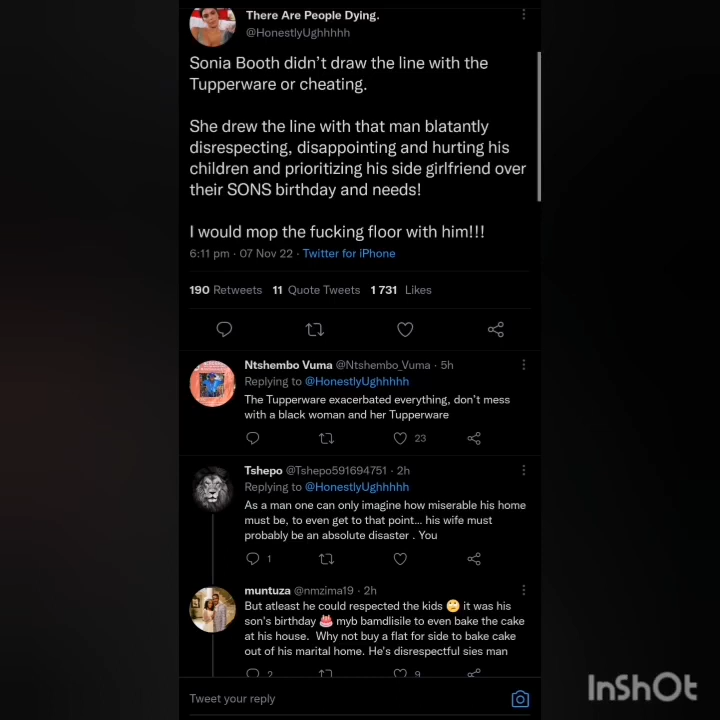 There Are People Dying.
@HonestlyUghhhhh
Sonia Booth didn't draw the line with the
Tupperware or cheating.
She drew the line with that man blatantly
disrespecting, disappointing and hurting his
children and prioritizing his side girlfriend over
their SONS birthday and needs!
I would mop the fucking floor with him!!!
6:11 pm · 07 Nov 22 · Twitter for iPhone
190 Retweets 11 Quote Tweets 1 731 Likes
Ntshembo Vuma @Ntshembo_Vuma · 5h
Replying to @HonestlyUghhhhh
The Tupperware exacerbated everything, don't mess
with a black woman and her Tupperware
23
Tshepo @Tshepo591694751 · 2h
Replying to @HonestlyUghhhhh
As a man one can only imagine how miserable his home
must be, to even get to that point... his wife must
probably be an absolute disaster . You
1
muntuza @nmzima19 · 2h
But atleast he could respected the kids 🙄 it was his
son's birthday 🎂 myb bamdlisile to even bake the cake
at his house. Why not buy a flat for side to bake cake
out of his marital home. He's disrespectful sies man
2 9
Tweet your reply
InShOt